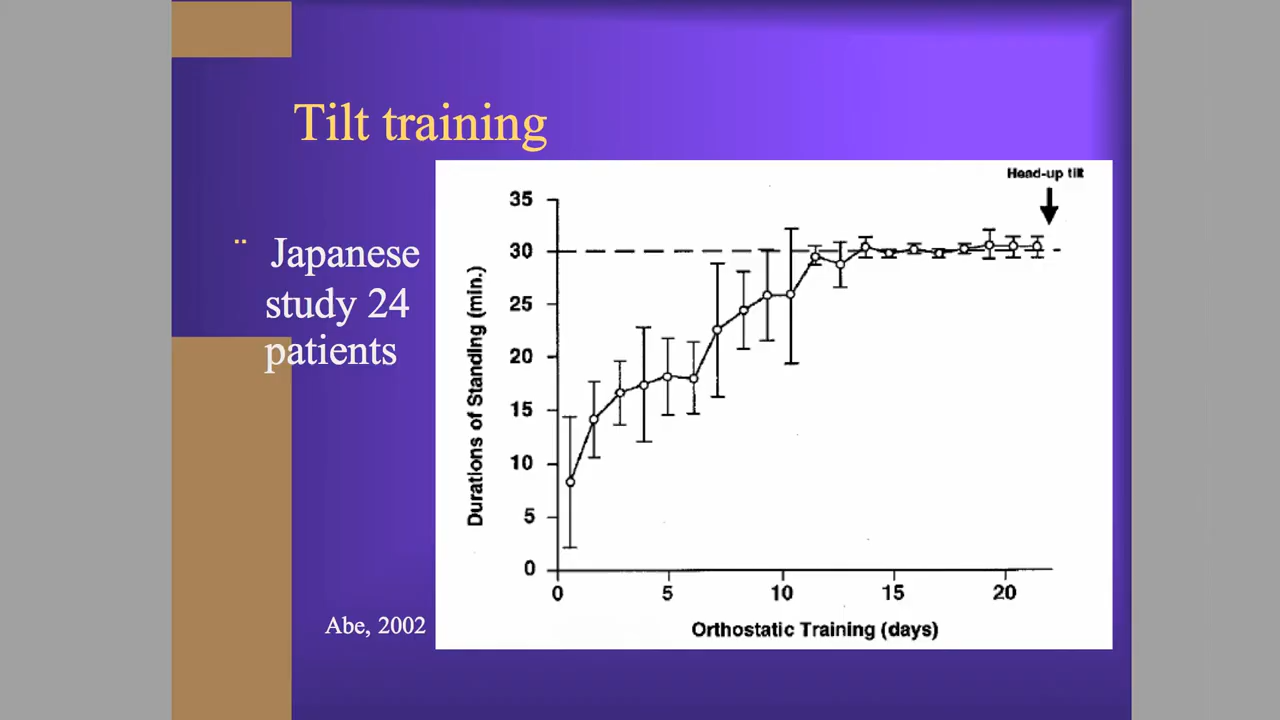 Tilt training
¨ Japanese
study 24
patients
Abe, 2002
Head-up tilt
35
30
25
20
15
10
5
0
Durations of Standing (min.)
0 5 10 15 20
Orthostatic Training (days)